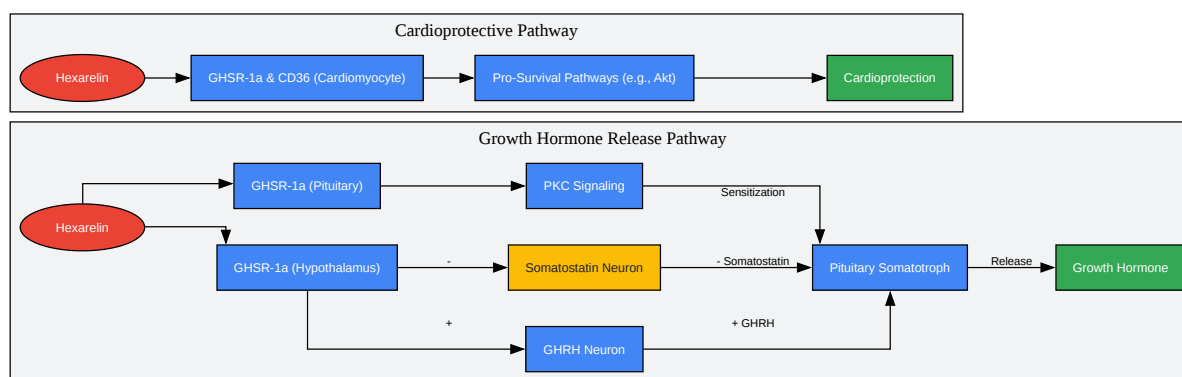 Cardioprotective Pathway
Hexarelin
GHSR-1a & CD36 (Cardiomyocyte)
Pro-Survival Pathways (e.g., Akt)
Cardioprotection
Growth Hormone Release Pathway
GHSR-1a (Pituitary)
PKC Signaling
Sensitization
Hexarelin
GHSR-1a (Hypothalamus)
-
Somatostatin Neuron
- Somatostatin
Pituitary Somatotroph
Release
Growth Hormone
+
+ GHRH
GHRH Neuron